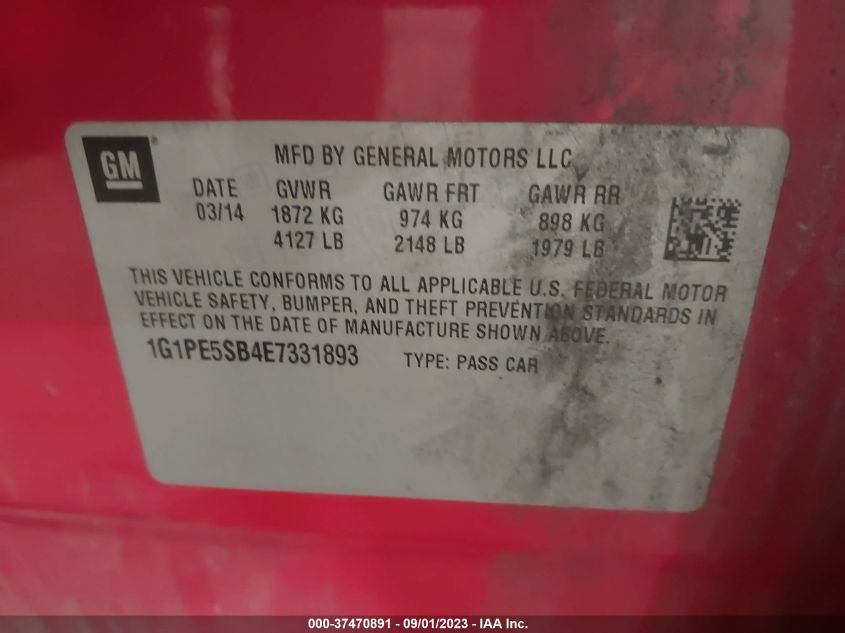 GM ®
MFD BY GENERAL MOTORS LLC
DATE GVWR GAWR FRT GAWR RR
03/14 1872 KG 974 KG 898 KG
4127 LB 2148 LB 1979 LB
THIS VEHICLE CONFORMS TO ALL APPLICABLE U.S. FEDERAL MOTOR
VEHICLE SAFETY, BUMPER, AND THEFT PREVENTION STANDARDS IN
EFFECT ON THE DATE OF MANUFACTURE SHOWN ABOVE.
1G1PE5SB4E7331893 TYPE: PASS CAR
000-37470891 - 09/01/2023 - IAA Inc.